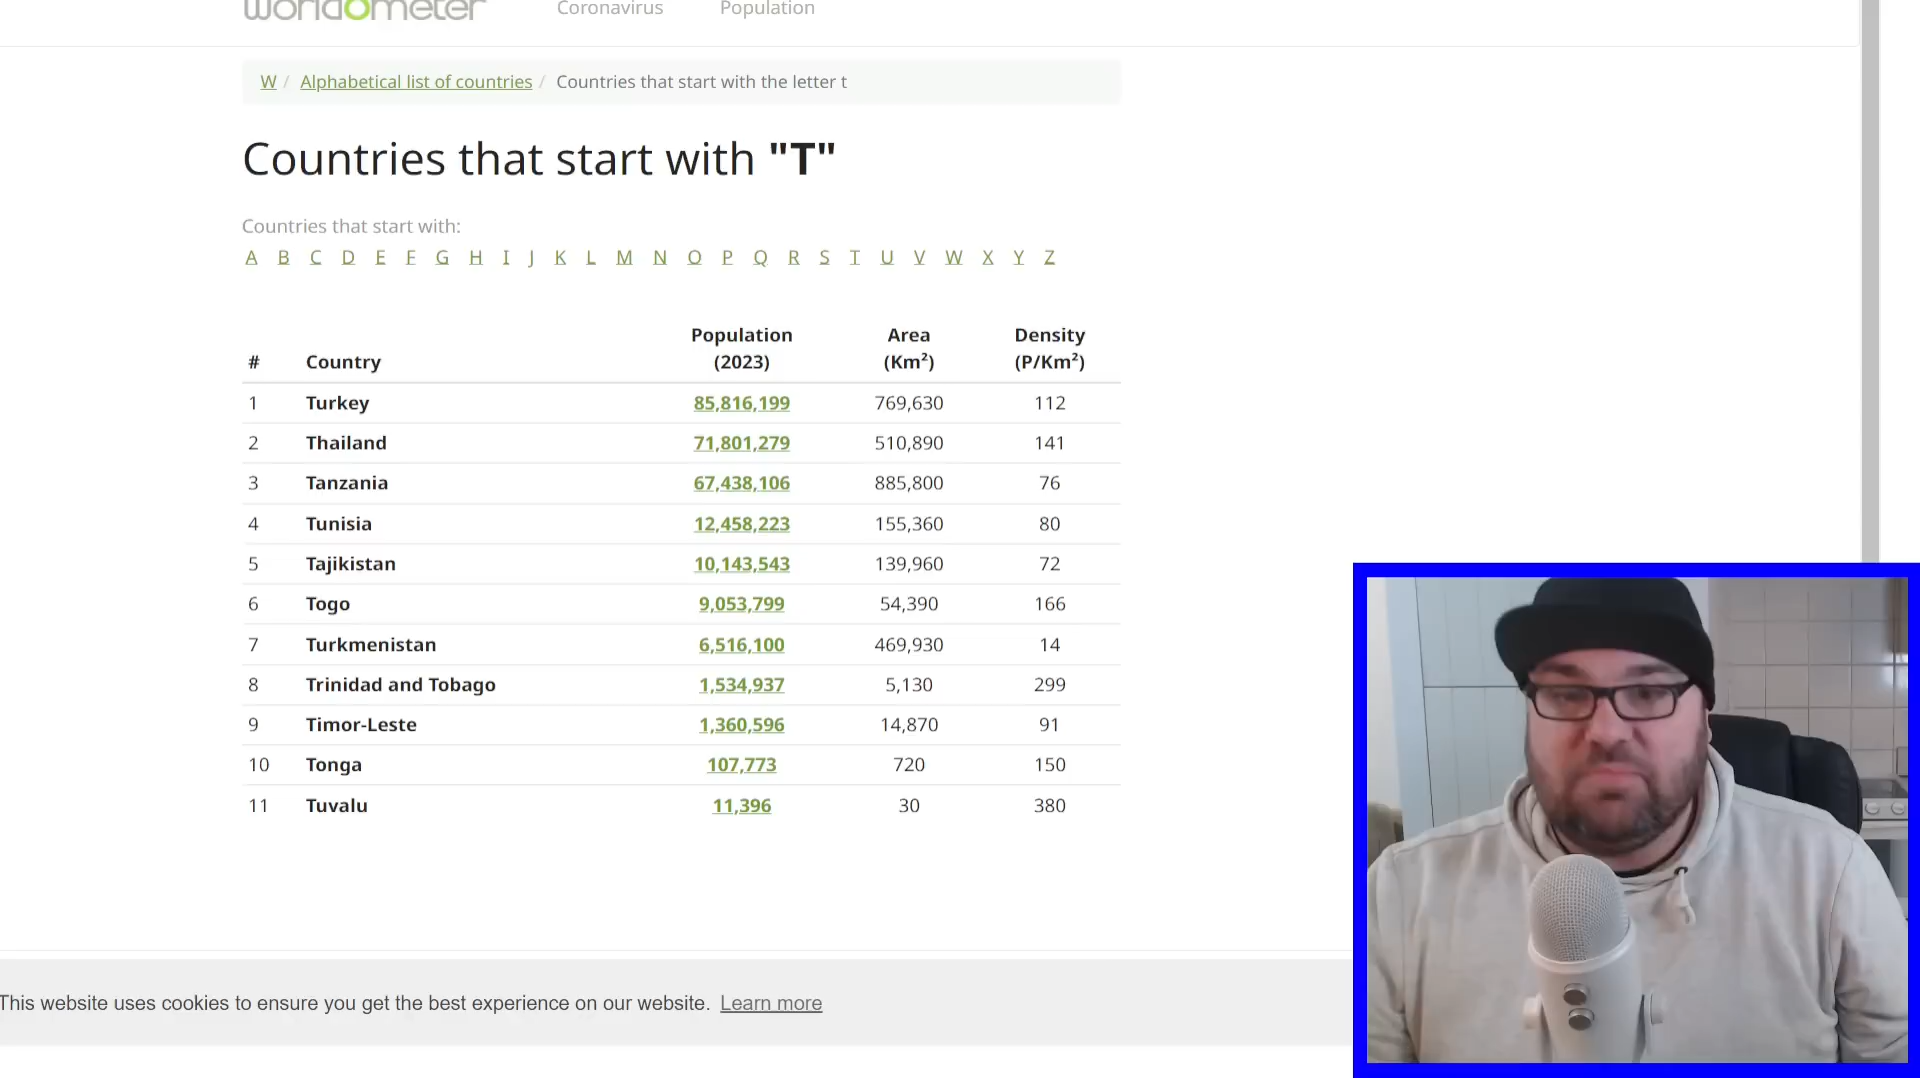 worldometer Coronavirus Population
W / Alphabetical list of countries / Countries that start with the letter t
Countries that start with "T"
Countries that start with:
A B C D E F G H I J K L M N O P Q R S T U V W X Y Z
# Country Population (2023) Area (Km²) Density (P/Km²)
1 Turkey 85,816,199 769,630 112
2 Thailand 71,801,279 510,890 141
3 Tanzania 67,438,106 885,800 76
4 Tunisia 12,458,223 155,360 80
5 Tajikistan 10,143,543 139,960 72
6 Togo 9,053,799 54,390 166
7 Turkmenistan 6,516,100 469,930 14
8 Trinidad and Tobago 1,534,937 5,130 299
9 Timor-Leste 1,360,596 14,870 91
10 Tonga 107,773 720 150
11 Tuvalu 11,396 30 380
This website uses cookies to ensure you get the best experience on our website. Learn more